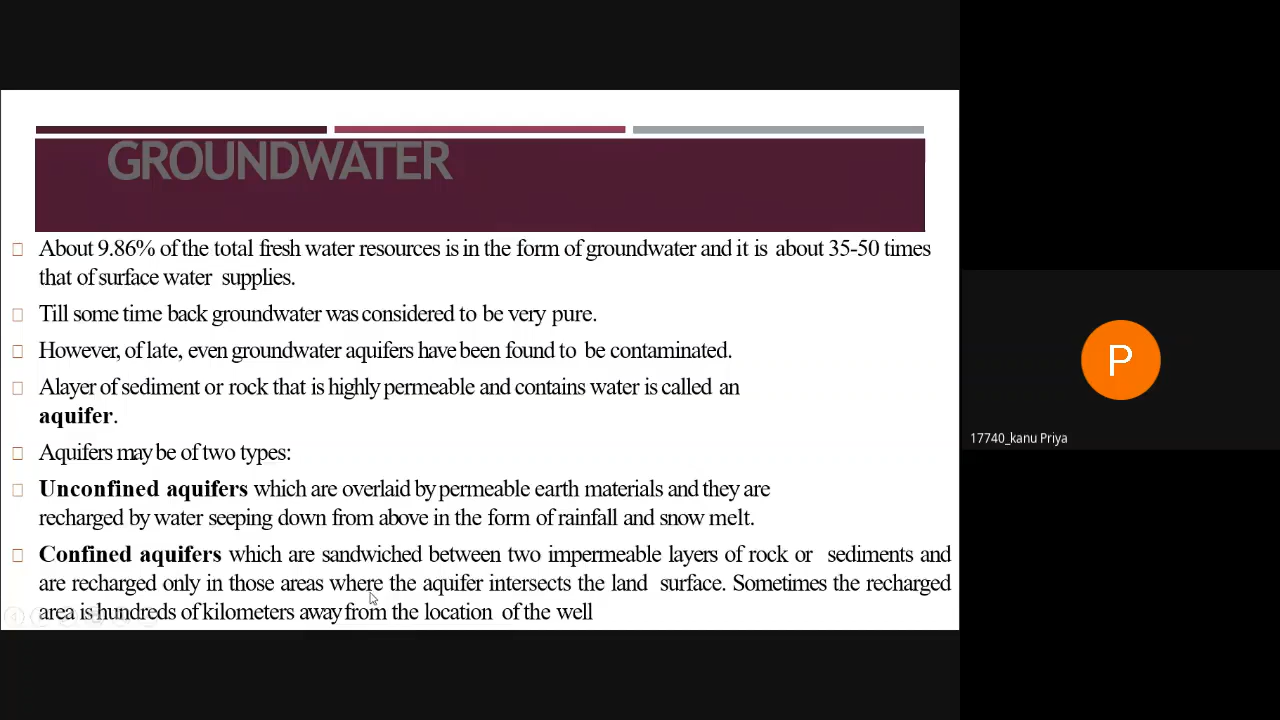 GROUNDWATER
About 9.86% of the total fresh water resources is in the form of groundwater and it is about 35-50 times
that of surface water supplies.
Till some time back groundwater was considered to be very pure.
However, of late, even groundwater aquifers have been found to be contaminated.
Alayer of sediment or rock that is highly permeable and contains water is called an
aquifer.
Aquifers may be of two types:
Unconfined aquifers which are overlaid by permeable earth materials and they are
recharged by water seeping down from above in the form of rainfall and snow melt.
Confined aquifers which are sandwiched between two impermeable layers of rock or sediments and
are recharged only in those areas where the aquifer intersects the land surface. Sometimes the recharged
area is hundreds of kilometers away from the location of the well
P
17740_kanu Priya